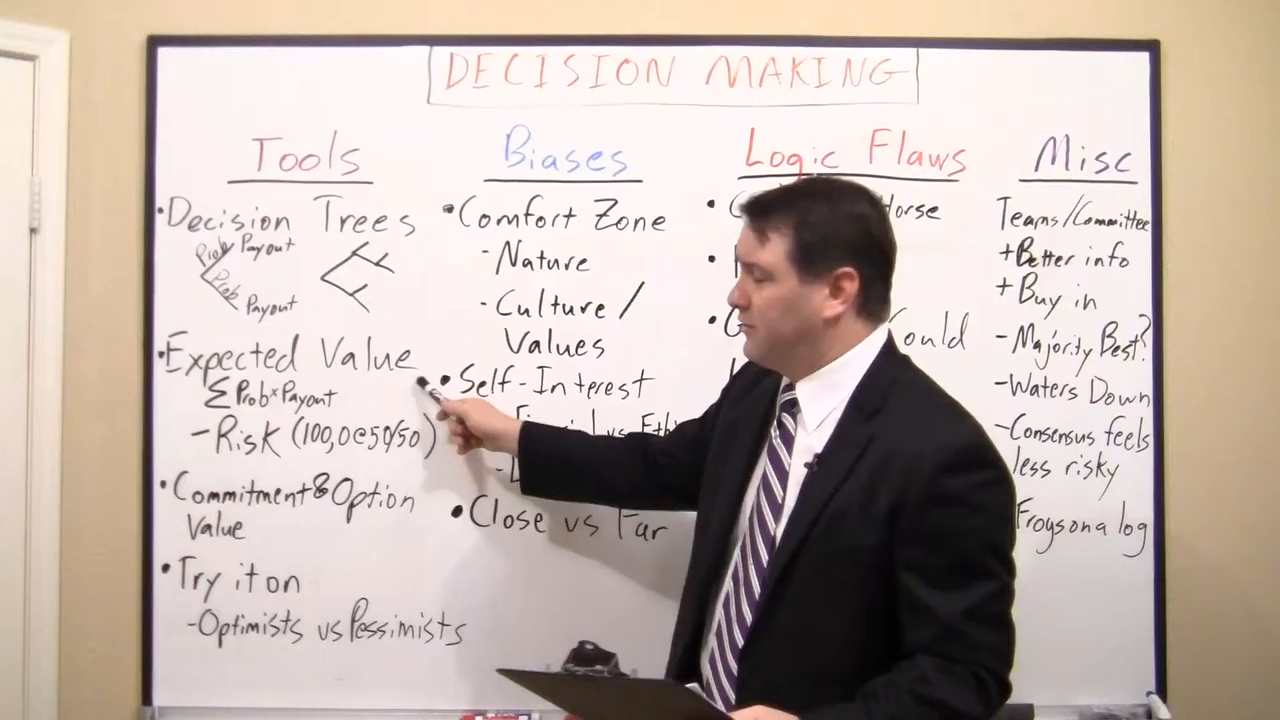 DECISION MAKING
Tools
• Decision Trees
Prob Payout
Prob Payout
• Expected Value
Σ Prob x Payout
- Risk (100,0@50/50)
• Commitment & Option
Value
• Try it on
- Optimists vs Pessimists
Biases
• Comfort Zone
- Nature
- Culture /
Values
• Self-Interest
vs
• Close vs Far
Logic Flaws
Horse
Could
Misc
Teams/Committee
+ Better info
+ Buy in
- Majority Best?
- Waters Down
- Consensus feels
less risky
Frogs on a log